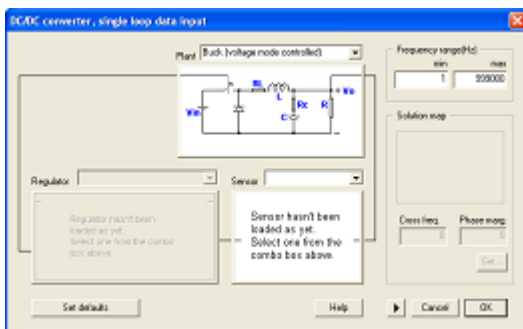 DC/DC converter, single loop data input
Plant Buck (voltage mode controlled)
Frequency range(Hz)
min max
1 999000
RL
L
Vo
Rx
R
C
Vin
Solution map
Regulator
Sensor
Regulator hasn't been
loaded as yet.
Select one from the combo
box above.
Sensor hasn't been
loaded as yet.
Select one from the
combo box above.
Cross freq. Phase marg.
0 0
Set...
Set defaults
Help
Cancel
OK